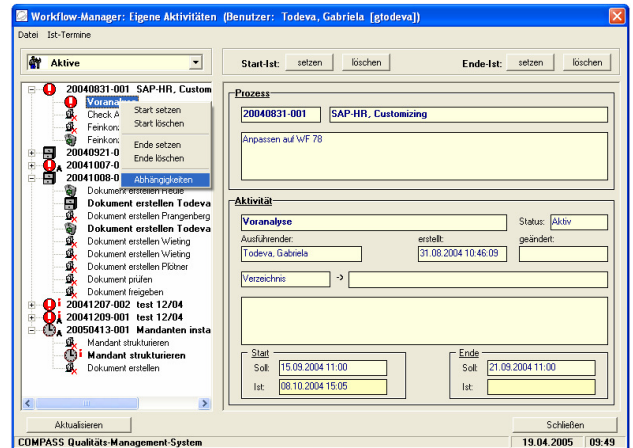 Workflow-Manager: Eigene Aktivitäten (Benutzer: Todeva, Gabriela [gtodeva])
Datei Ist-Termine
Aktive
Start-Ist: setzen löschen Ende-Ist: setzen löschen
20040831-001 SAP-HR, Custom
Voranalyse
Check A
Feinkon
Feinkon
20040921-0
20041007-0
20041008-0
Start setzen
Start löschen
Ende setzen
Ende löschen
Abhängigkeiten
Dokument erstellen Heule
Dokument erstellen Todeva
Dokument erstellen Prangenberg
Dokument erstellen Todeva
Dokument erstellen Wieting
Dokument erstellen Wieting
Dokument erstellen Plötner
Dokument prüfen
Dokument freigeben
20041207-002 test 12/04
20041209-001 test 12/04
20050413-001 Mandanten insta
Mandant strukturieren
Mandant strukturieren
Dokument erstellen
Prozess
20040831-001 SAP-HR, Customizing
Anpassen auf WF 78
Aktivität
Voranalyse Status: Aktiv
Ausführender: erstellt: geändert:
Todeva, Gabriela 31.08.2004 10:46:09
Verzeichnis ->
Start Ende
Soll: 15.09.2004 11:00 Soll: 21.09.2004 11:00
Ist: 08.10.2004 15:05 Ist:
Aktualisieren Schließen
COMPASS Qualitäts-Management-System 19.04.2005 09:49